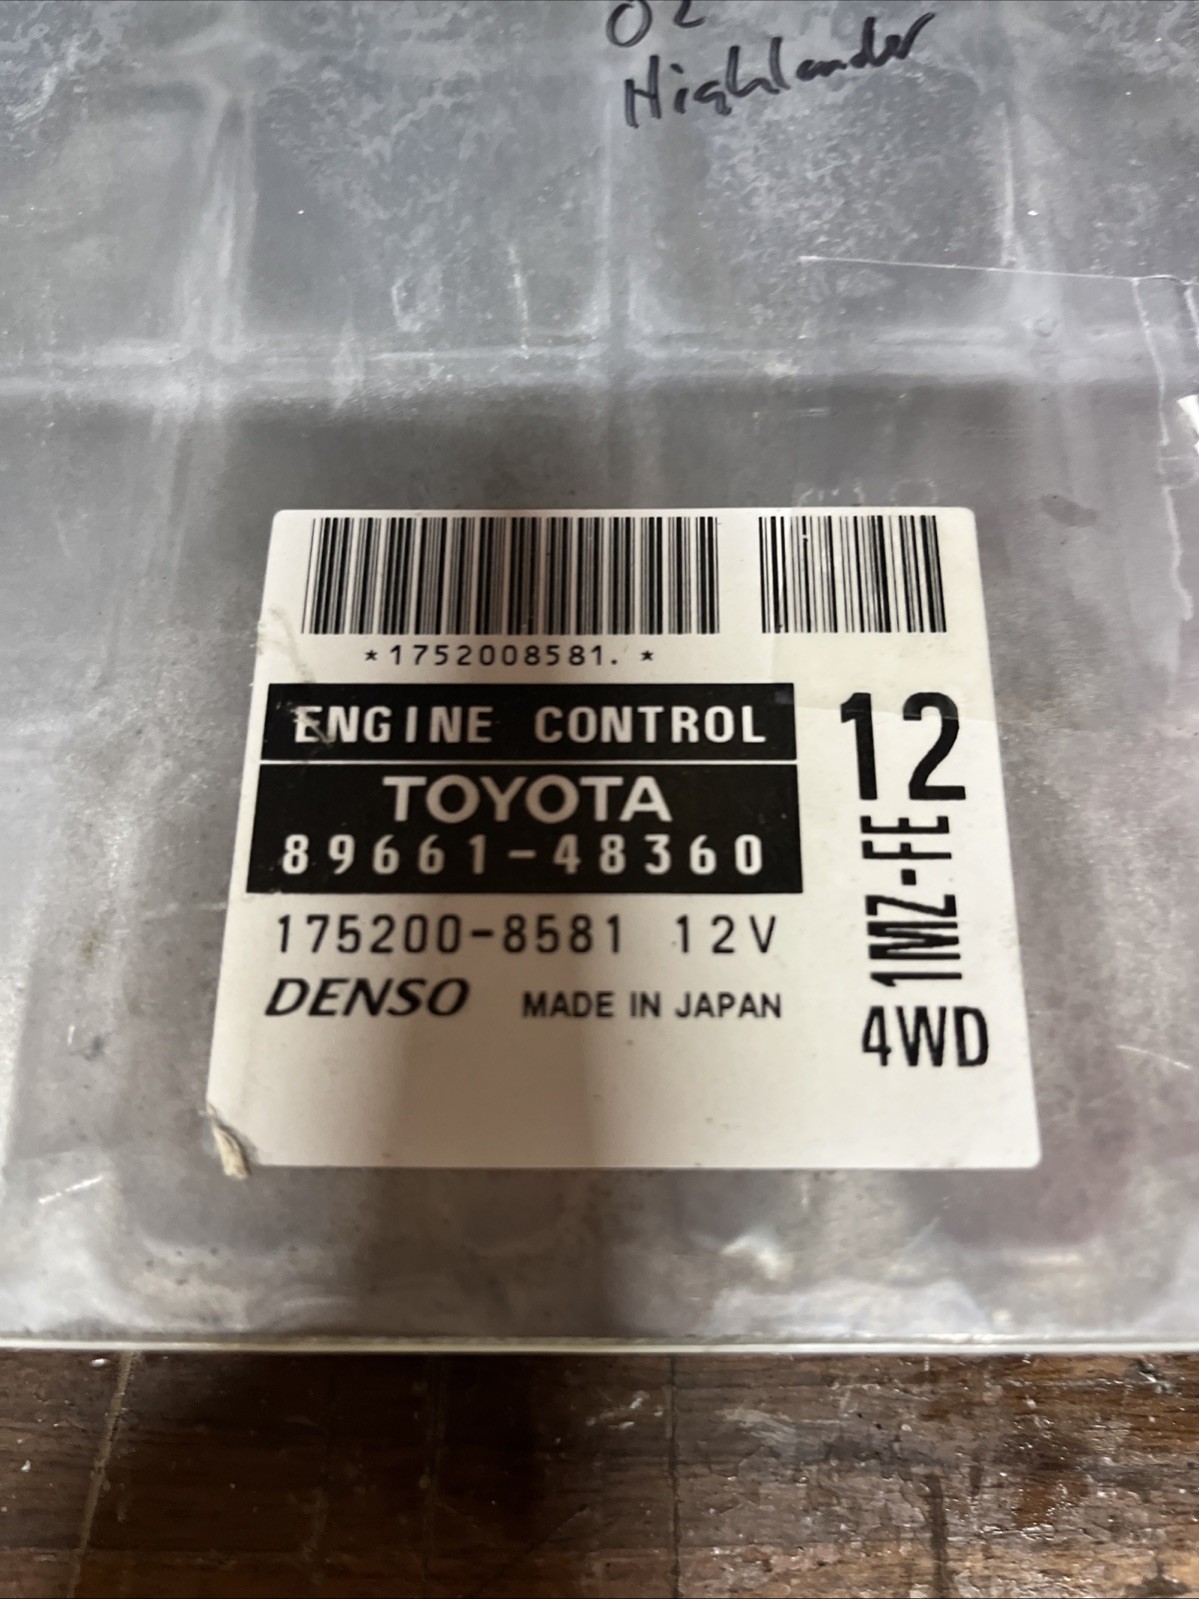 02
Highlander
*1752008581. *
ENGINE CONTROL
TOYOTA
89661-48360
175200-8581 12V
DENSO MADE IN JAPAN
12
1MZ-FE
4WD